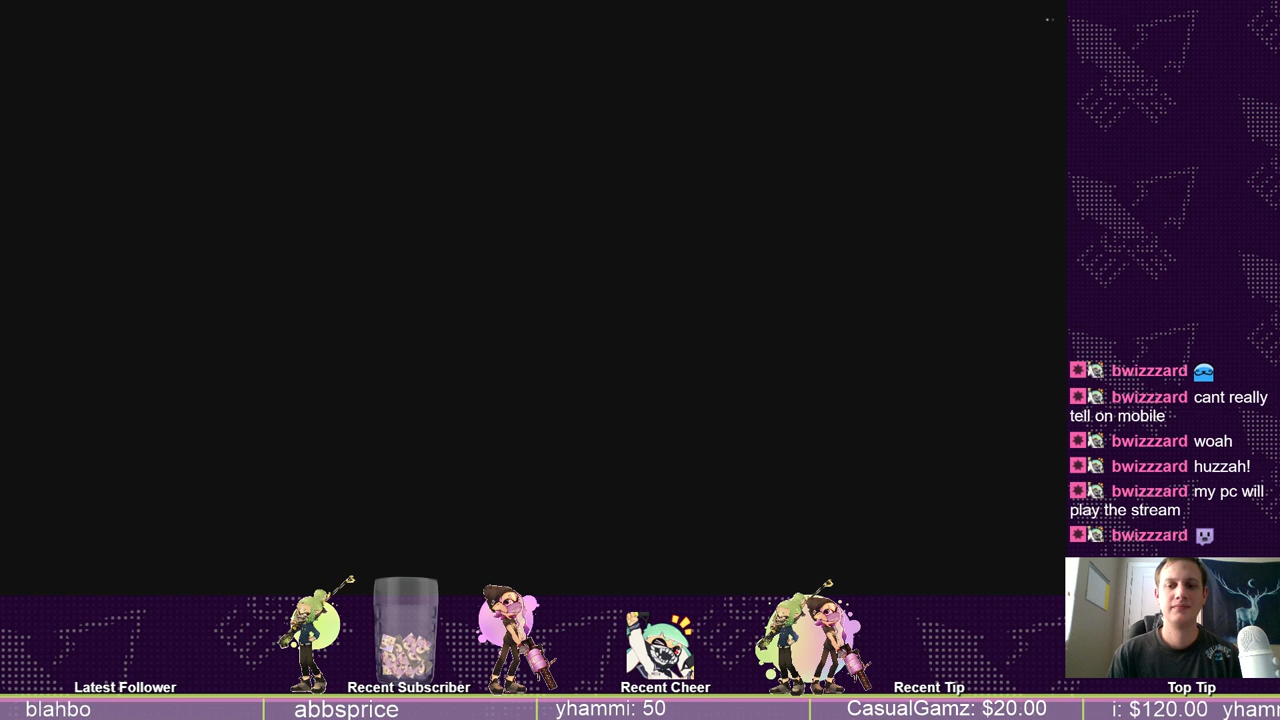 bwizzzard
bwizzzard cant really
tell on mobile
bwizzzard woah
bwizzzard huzzah!
bwizzzard my pc will
play the stream
bwizzzard
Latest Follower
Recent Subscriber
Recent Cheer
Recent Tip
Top Tip
blahbo
abbsprice
yhammi: 50
CasualGamz: $20.00
i: $120.00 yham